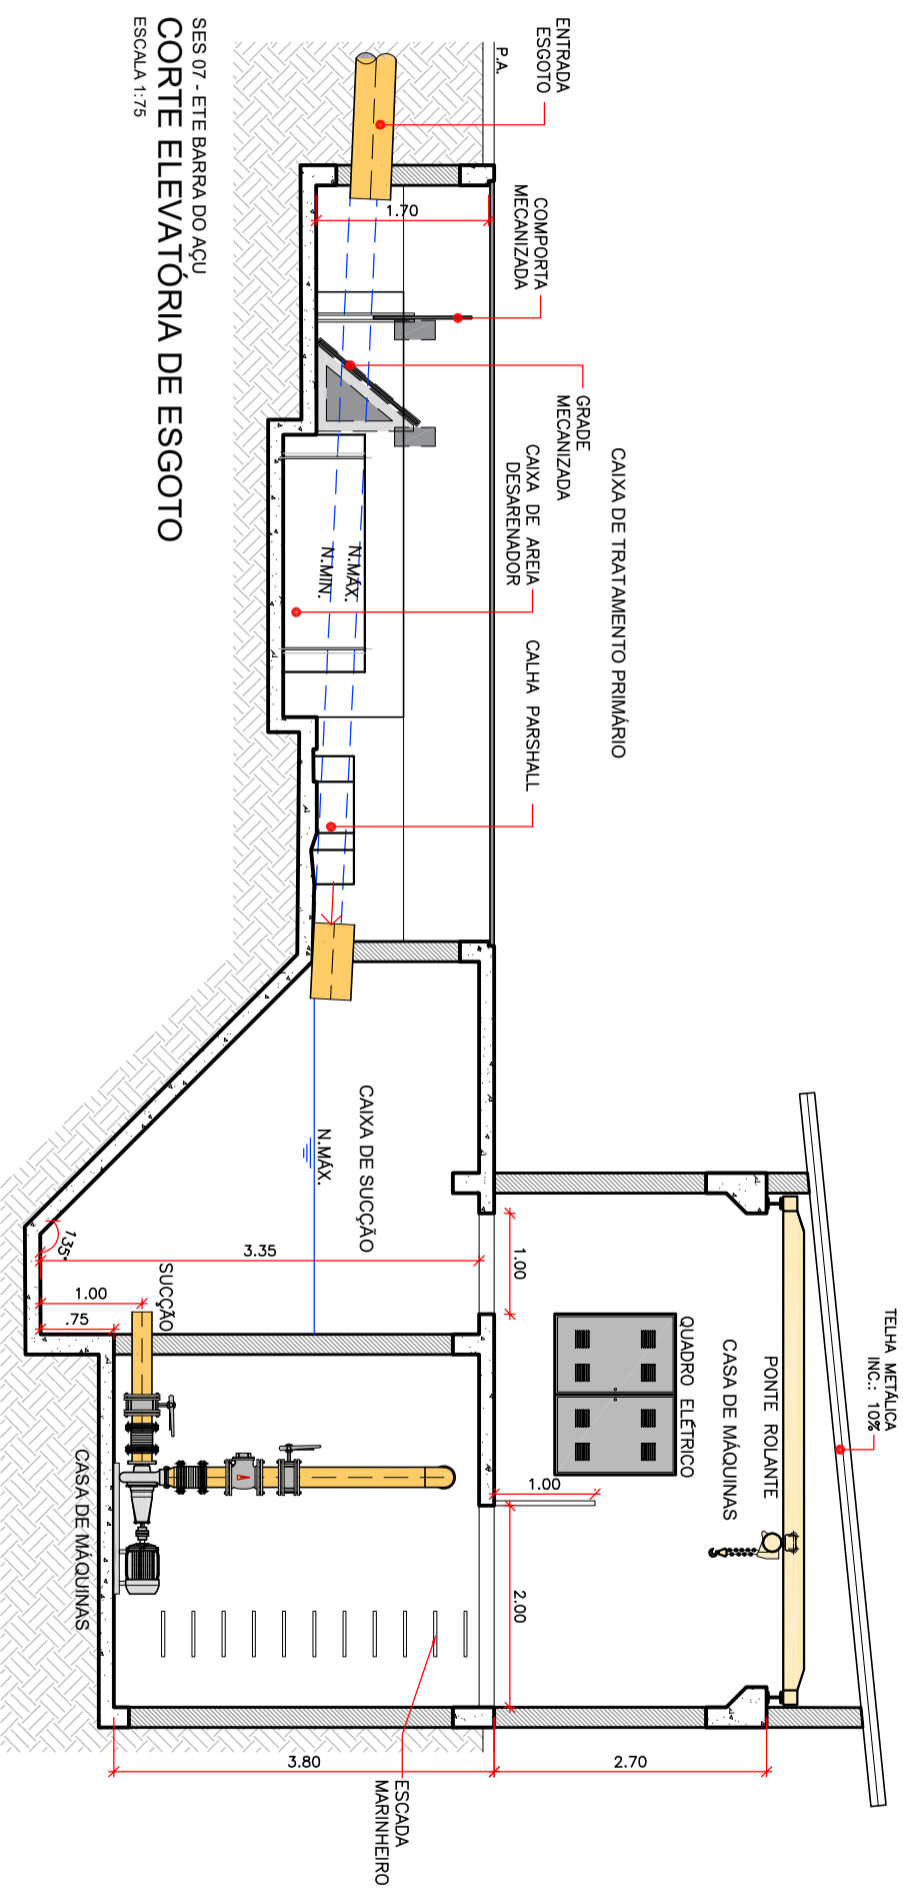 TELHA METÁLICA
INC.: 10%
PONTE ROLANTE
CASA DE MÁQUINAS
QUADRO ELÉTRICO
2.70
CAIXA DE TRATAMENTO PRIMÁRIO
ENTRADA
ESGOTO
COMPORTA
MECANIZADA
GRADE
MECANIZADA
CAIXA DE AREIA
DESARENADOR
CALHA PARSHALL
P.A.
1.00
1.00
2.00
1.70
N.MÁX.
N.MIN.
CAIXA DE SUCÇÃO
N.MÁX.
3.35
3.80
ESCADA
MARINHEIRO
SUCÇÃO
1.00
.75
135°
CASA DE MÁQUINAS
SES 07 - ETE BARRA DO AÇU
CORTE ELEVATÓRIA DE ESGOTO
ESCALA 1:75